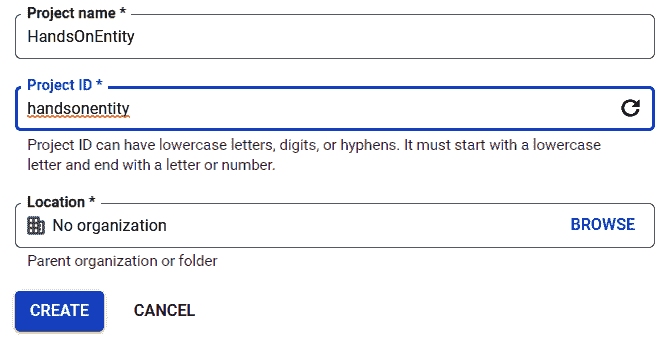 Project name *
HandsOnEntity
Project ID *
handsonentity
Project ID can have lowercase letters, digits, or hyphens. It must start with a lowercase
letter and end with a letter or number.
Location *
No organization BROWSE
Parent organization or folder
CREATE CANCEL